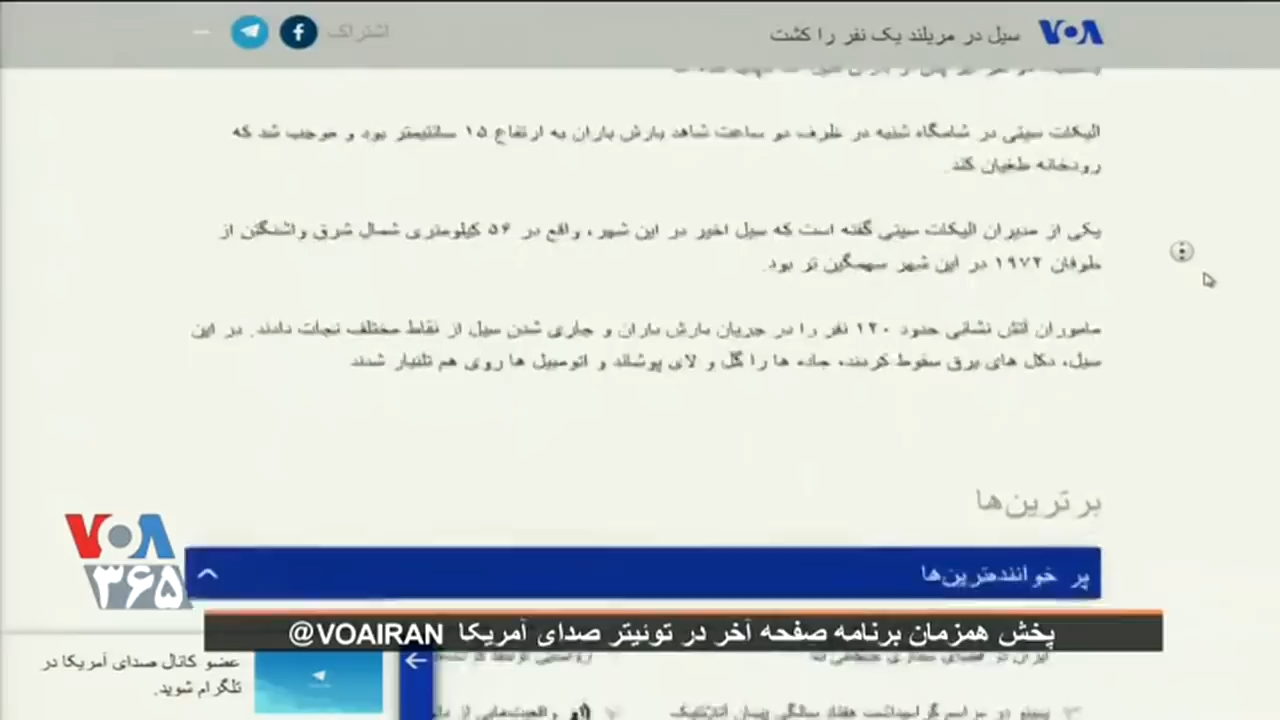 VOA سیل در مریلند یک نفر را کشت اشتراک
الیکات سیتی در شامگاه شنبه در ظرف دو ساعت شاهد بارش باران به ارتفاع ۱۵ سانتیمتر بود و موجب شد که
رودخانه طغیان کند.
یکی از مدیران الیکات سیتی گفته است که سیل اخیر در این شهر، واقع در ۵۶ کیلومتری شمال شرق واشنگتن از
طوفان ۱۹۷۲ در این شهر سهمگین تر بود.
ماموران آتش نشانی حدود ۱۲۰ نفر را در جریان بارش باران و جاری شدن سیل از نقاط مختلف نجات دادند. در این
سیل، دکل های برق سقوط کردند، جاده ها را گل و لای پوشاند و اتومبیل ها روی هم تلنبار شدند
برترین‌ها
VOA
۳۶۵
پر خواننده‌ترین‌ها
پخش همزمان برنامه صفحه آخر در توئیتر صدای آمریکا @VOAIRAN
عضو کانال صدای آمریکا در
تلگرام شوید.